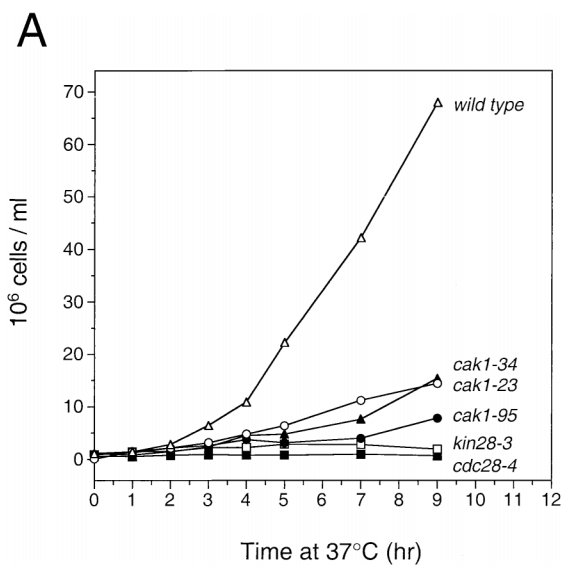 A
70
60
50
40
30
20
10
0
10⁶ cells / ml
wild type
cak1-34
cak1-23
cak1-95
kin28-3
cdc28-4
0 1 2 3 4 5 6 7 8 9 10 11 12
Time at 37°C (hr)